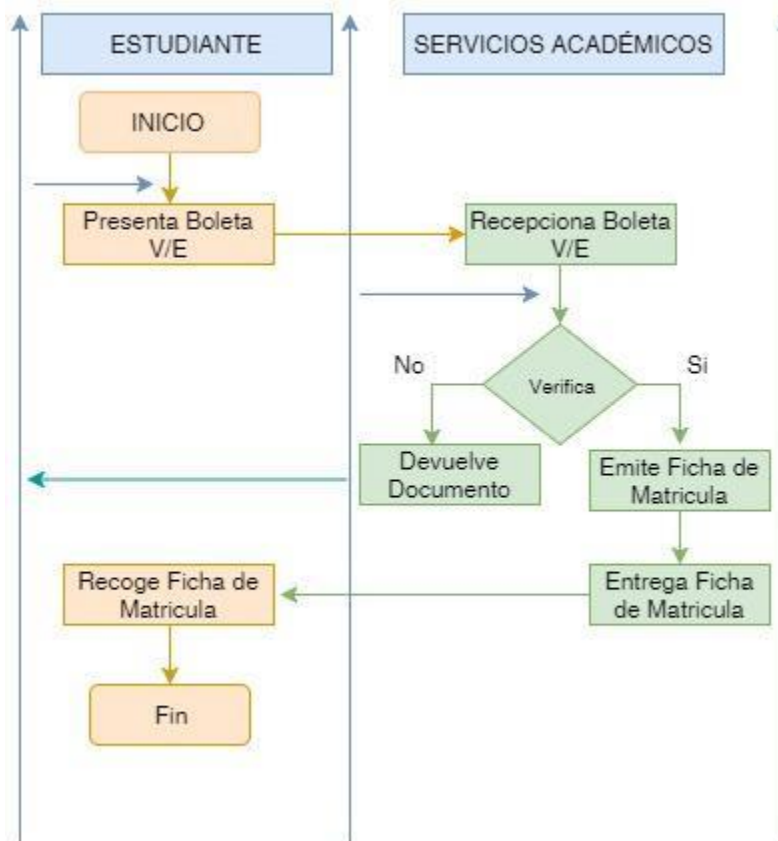 ESTUDIANTE
SERVICIOS ACADÉMICOS
INICIO
Presenta Boleta
V/E
Recepciona Boleta
V/E
No
Si
Verifica
Devuelve
Documento
Emite Ficha de
Matricula
Recoge Ficha de
Matricula
Entrega Ficha
de Matricula
Fin